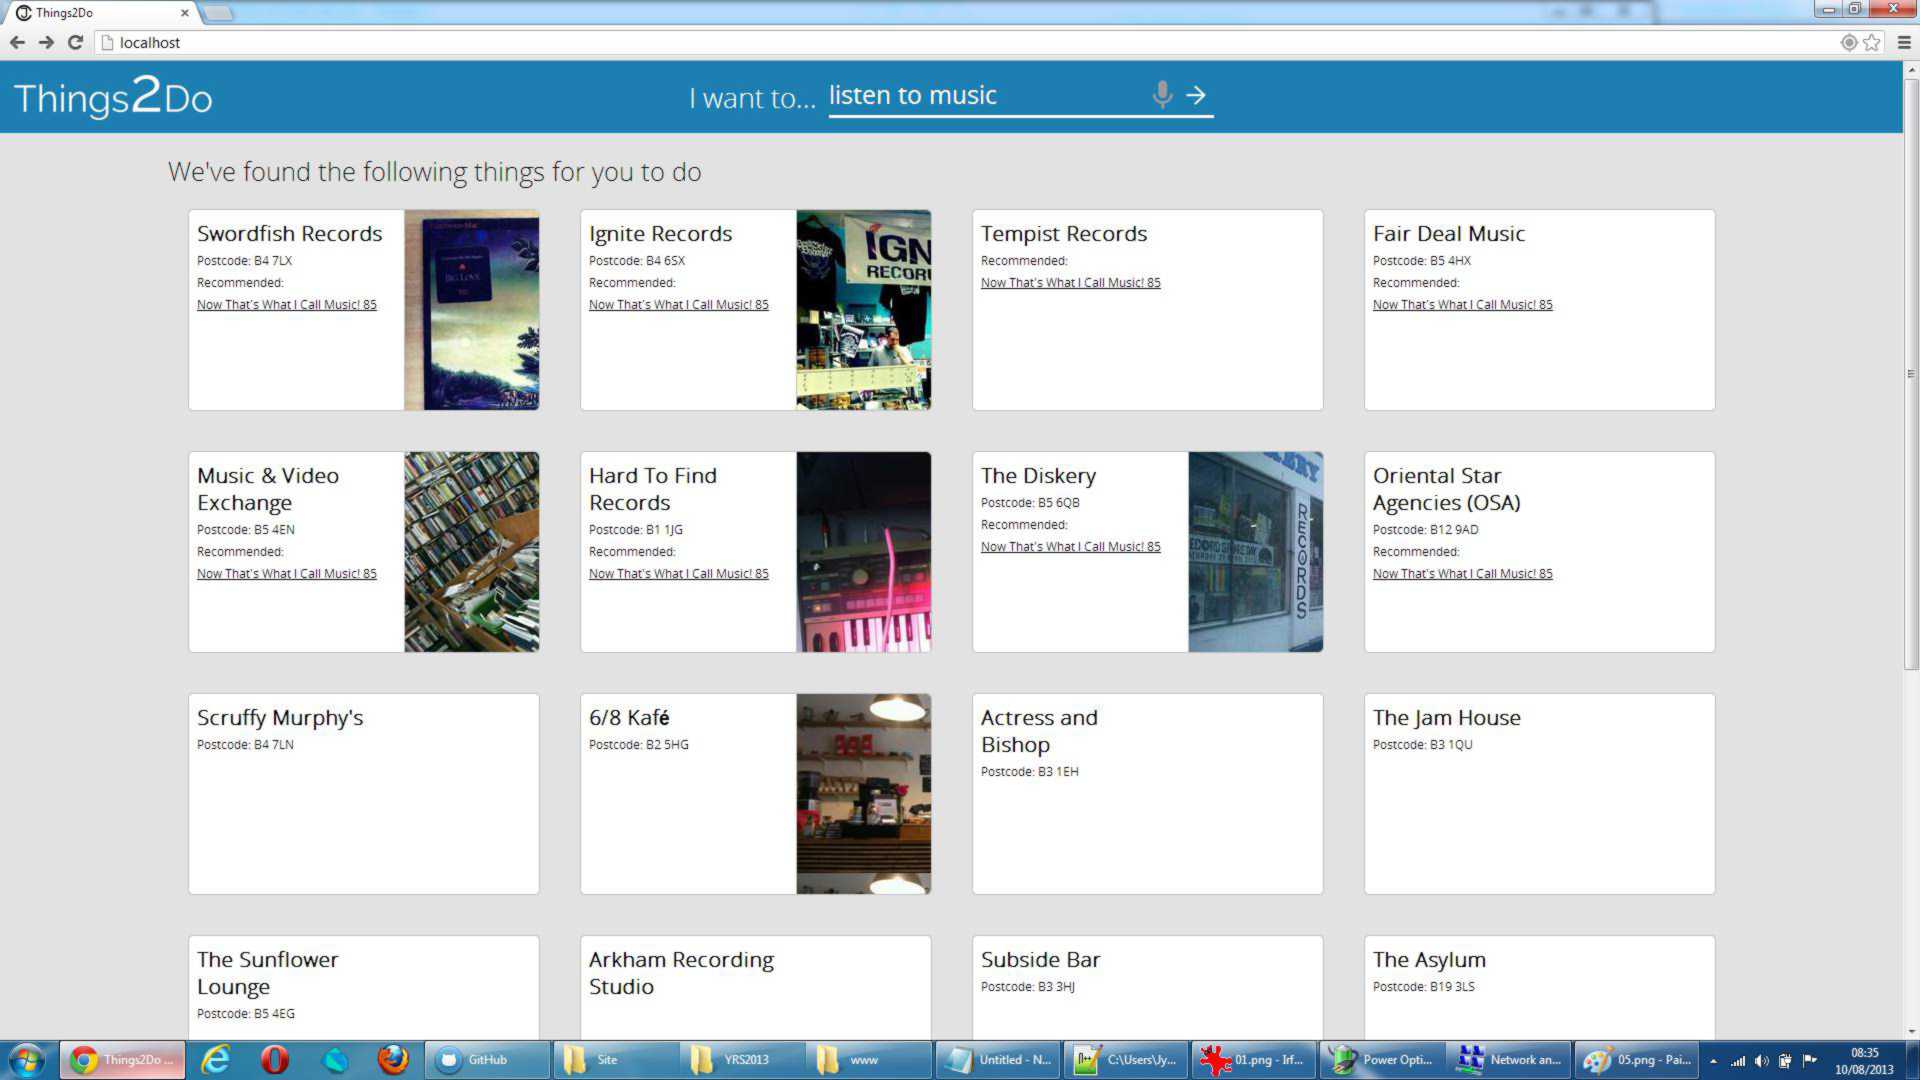 Things2Do
localhost
Things2Do
I want to... listen to music
We've found the following things for you to do
Swordfish Records
Postcode: B4 7LX
Recommended:
Now That's What I Call Music! 85
Ignite Records
Postcode: B4 6SX
Recommended:
Now That's What I Call Music! 85
IGN
RECOR
Tempist Records
Recommended:
Now That's What I Call Music! 85
Fair Deal Music
Postcode: B5 4HX
Recommended:
Now That's What I Call Music! 85
Music & Video
Exchange
Postcode: B5 4EN
Recommended:
Now That's What I Call Music! 85
Hard To Find
Records
Postcode: B1 1JG
Recommended:
Now That's What I Call Music! 85
The Diskery
Postcode: B5 6QB
Recommended:
Now That's What I Call Music! 85
RECORDS
Oriental Star
Agencies (OSA)
Postcode: B12 9AD
Recommended:
Now That's What I Call Music! 85
Scruffy Murphy's
Postcode: B4 7LN
6/8 Kafé
Postcode: B2 5HG
Actress and
Bishop
Postcode: B3 1EH
The Jam House
Postcode: B3 1QU
The Sunflower
Lounge
Postcode: B5 4EG
Arkham Recording
Studio
Subside Bar
Postcode: B3 3HJ
The Asylum
Postcode: B19 3LS
Things2Do ...
GitHub
Site
YRS2013
www
Untitled - N...
C:\Users\Jy...
01.png - Irf...
Power Opti...
Network an...
05.png - Pai...
08:35
10/08/2013